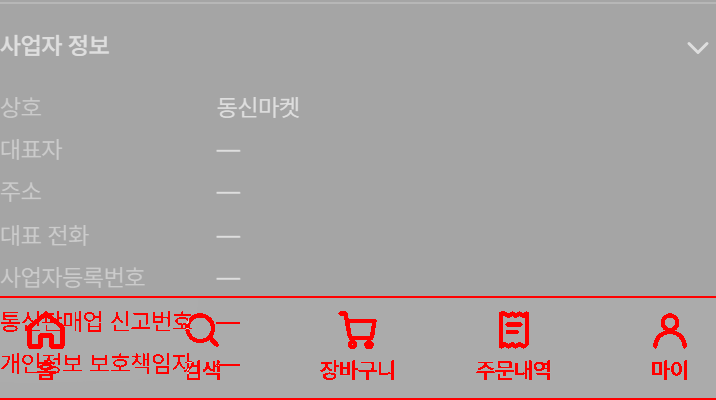 사업자 정보
상호 동신마켓
대표자 —
주소 —
대표 전화 —
사업자등록번호 —
통신판매업 신고번호 —
개인정보 보호책임자 —
홈 검색 장바구니 주문내역 마이